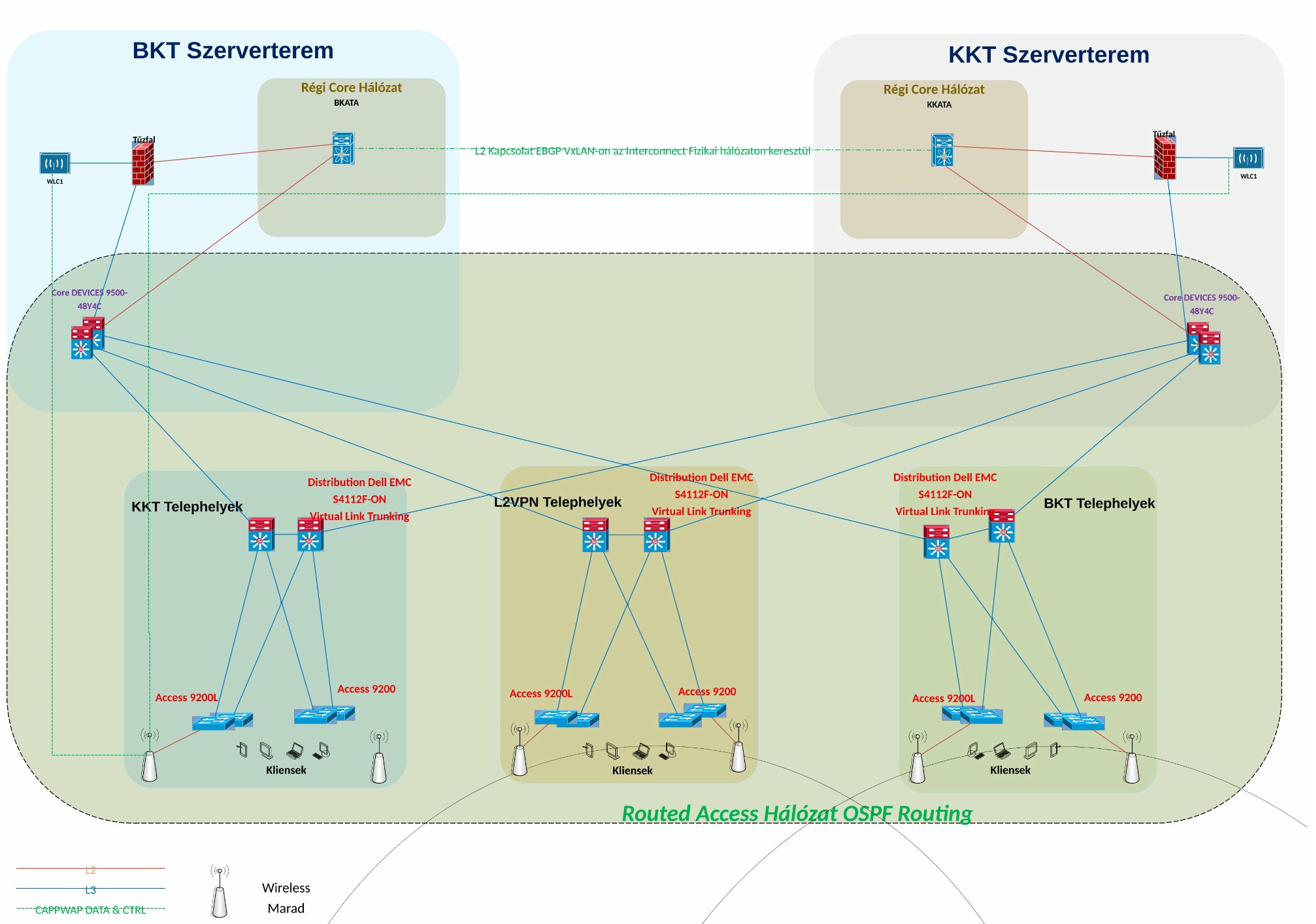 BKT Szerverterem
KKT Szerverterem
Régi Core Hálózat
BKATA
Régi Core Hálózat
KKATA
Tűzfal
Tűzfal
L2 Kapcsolat EBGP VxLAN-on az Interconnect Fizikai hálózaton keresztül
WLC1
WLC1
Core DEVICES 9500-
48Y4C
Core DEVICES 9500-
48Y4C
KKT Telephelyek
Distribution Dell EMC
S4112F-ON
Virtual Link Trunking
L2VPN Telephelyek
Distribution Dell EMC
S4112F-ON
Virtual Link Trunking
Distribution Dell EMC
S4112F-ON
Virtual Link Trunking
BKT Telephelyek
Access 9200L
Access 9200
Access 9200L
Access 9200
Access 9200L
Access 9200
Kliensek
Kliensek
Kliensek
Routed Access Hálózat OSPF Routing
L2
L3
CAPPWAP DATA & CTRL
Wireless
Marad